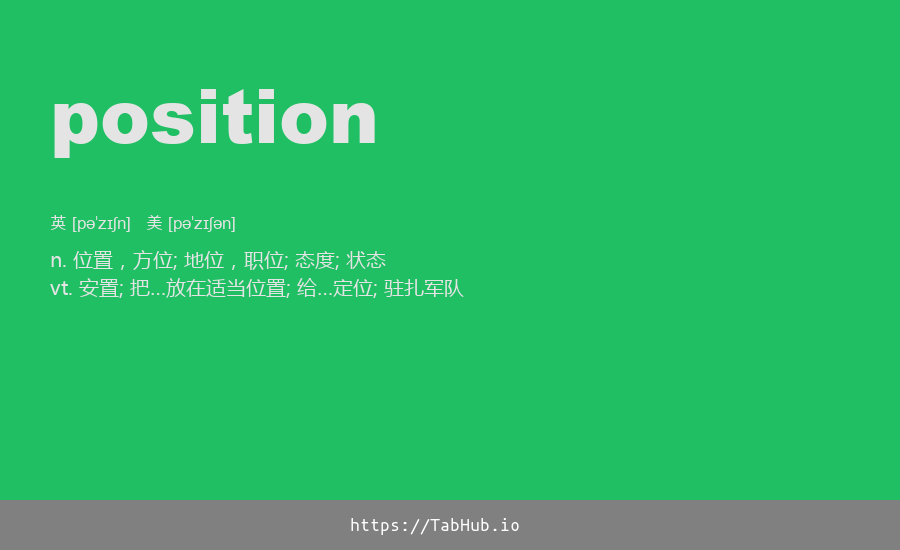 position
英 [pəˈzɪʃn] 美 [pəˈzɪʃən]
n. 位置，方位; 地位，职位; 态度; 状态
vt. 安置; 把…放在适当位置; 给…定位; 驻扎军队
https://TabHub.io